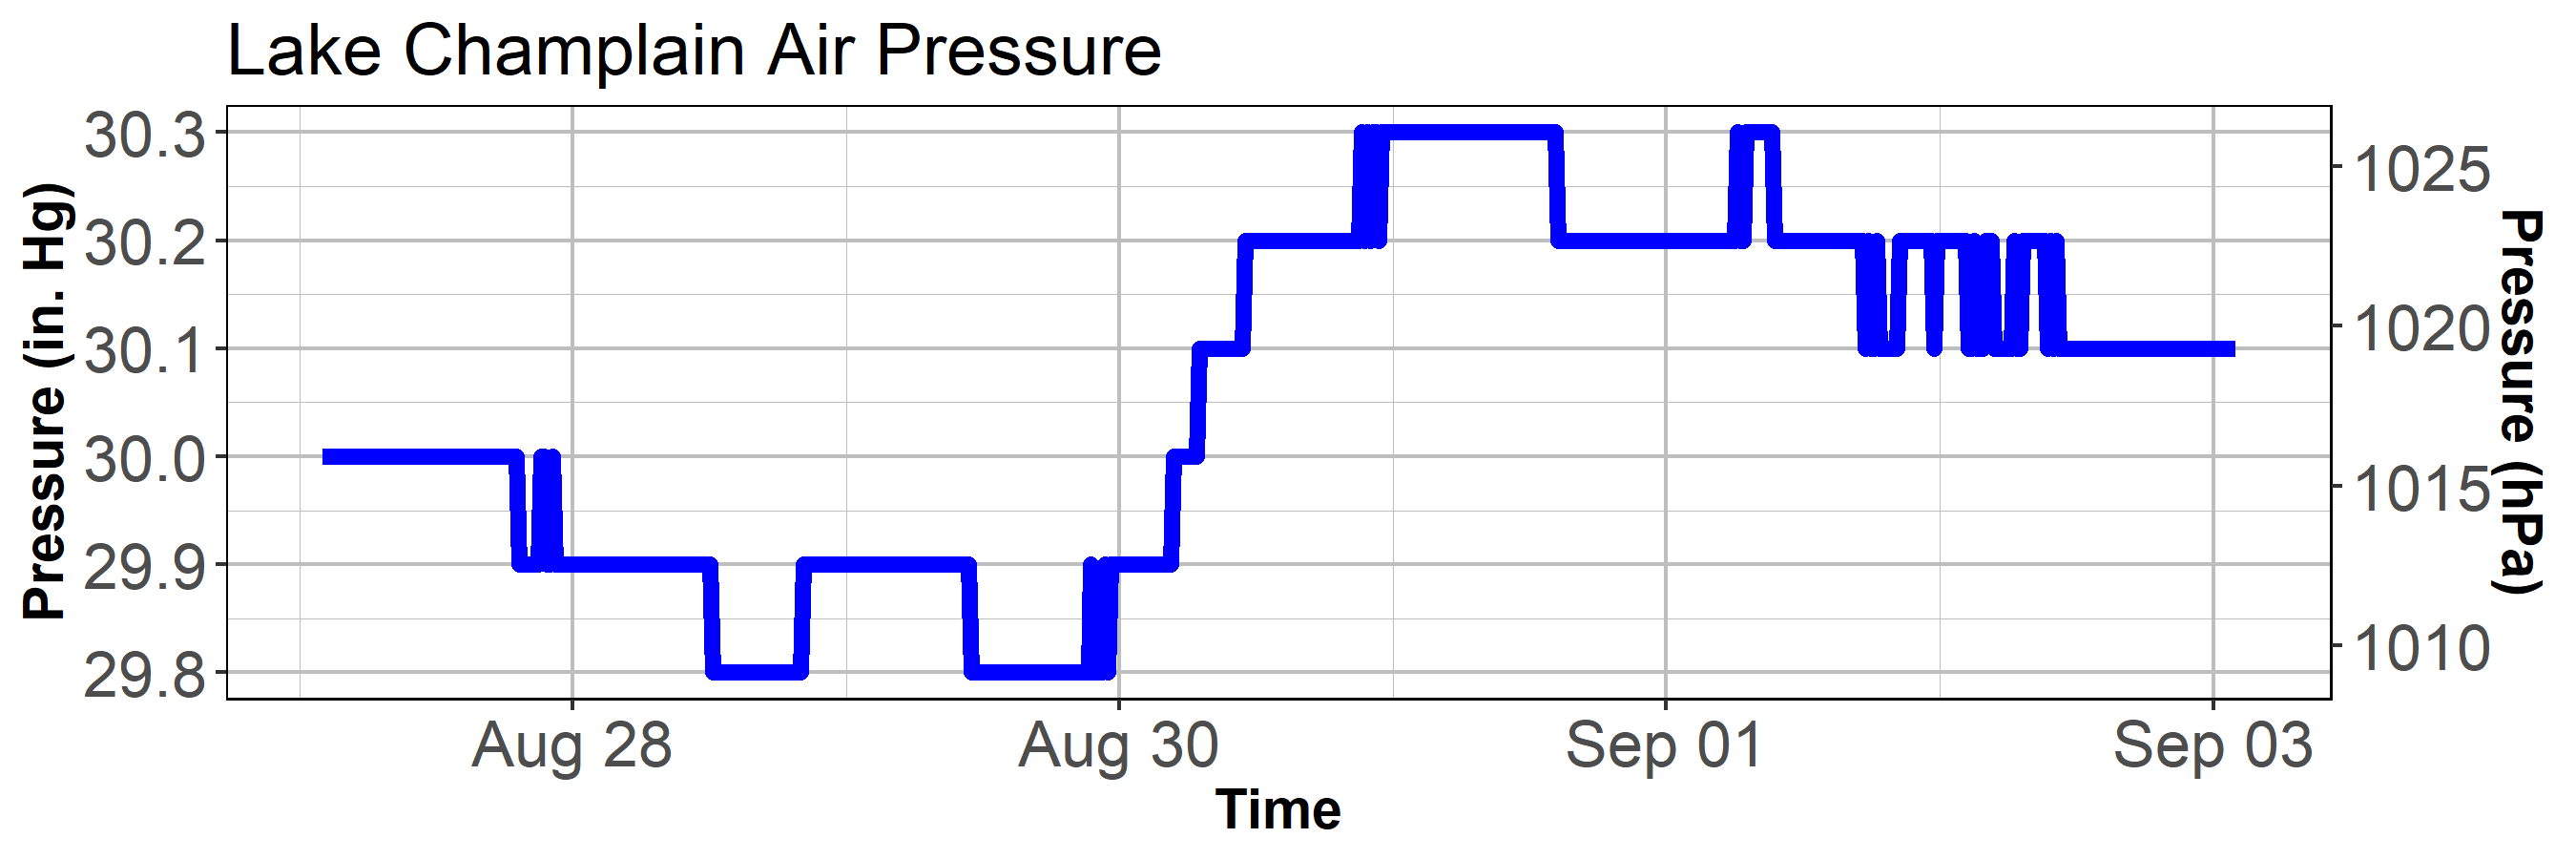 Lake Champlain Air Pressure
Pressure (in. Hg)
30.3
30.2
30.1
30.0
29.9
29.8
1025
1020
1015
1010
Pressure (hPa)
Aug 28 Aug 30 Sep 01 Sep 03
Time